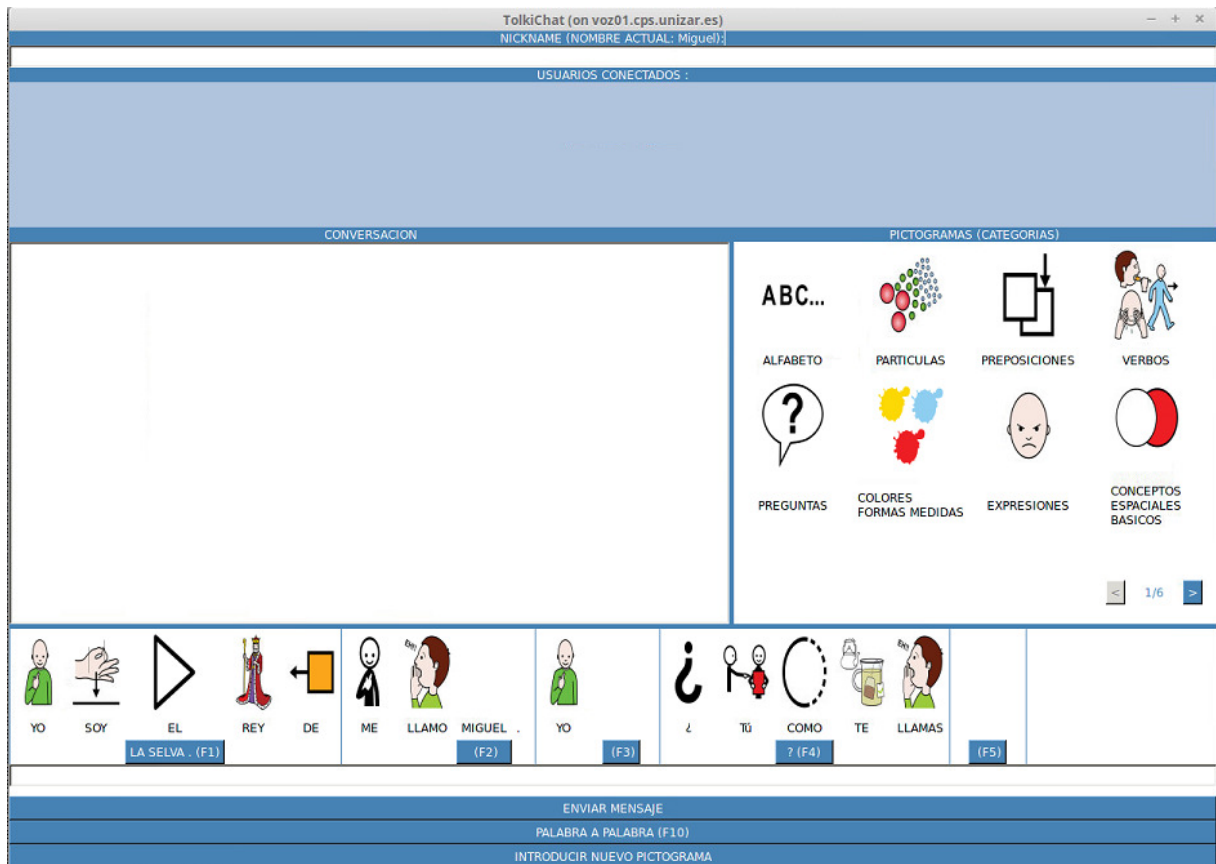 TolkiChat (on voz01.cps.unizar.es)
NICKNAME (NOMBRE ACTUAL: Miguel):
USUARIOS CONECTADOS :
CONVERSACION
PICTOGRAMAS (CATEGORIAS)
ABC...
ALFABETO PARTICULAS PREPOSICIONES VERBOS
?
PREGUNTAS COLORES FORMAS MEDIDAS EXPRESIONES CONCEPTOS ESPACIALES BASICOS
< 1/6 >
EH!! ¿ EH!!
YO SOY EL REY DE ME LLAMO MIGUEL . YO ¿ TÚ COMO TE LLAMAS
LA SELVA . (F1) (F2) (F3) ? (F4) (F5)
ENVIAR MENSAJE
PALABRA A PALABRA (F10)
INTRODUCIR NUEVO PICTOGRAMA